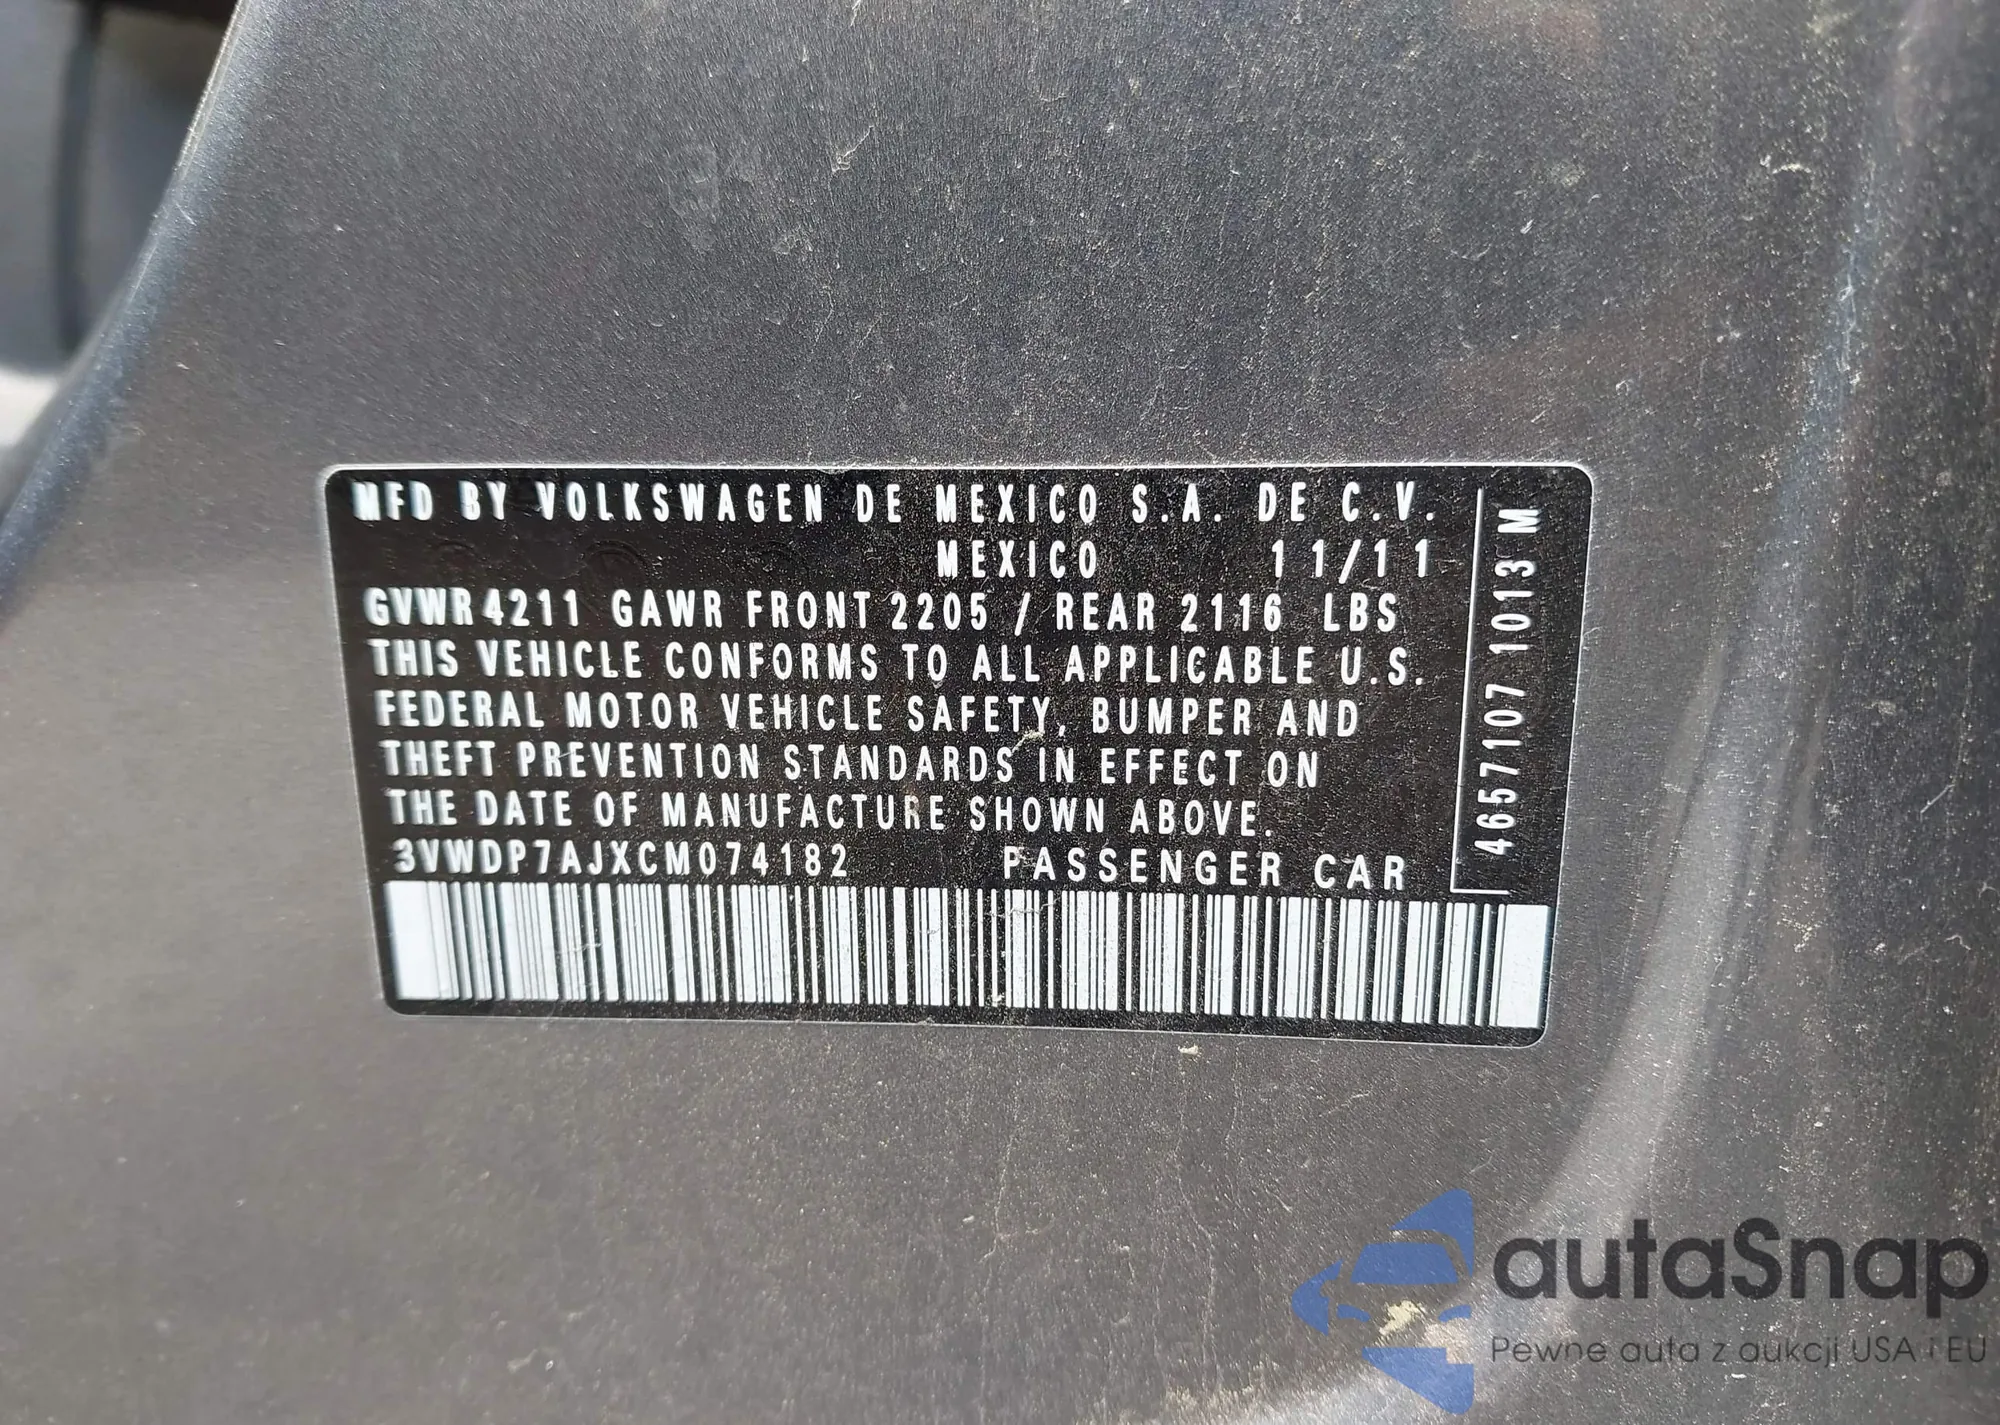 MFD BY VOLKSWAGEN DE MEXICO S.A. DE C.V.
MEXICO 11/11
GVWR 4211 GAWR FRONT 2205 / REAR 2116 LBS
THIS VEHICLE CONFORMS TO ALL APPLICABLE U.S.
FEDERAL MOTOR VEHICLE SAFETY, BUMPER AND
THEFT PREVENTION STANDARDS IN EFFECT ON
THE DATE OF MANUFACTURE SHOWN ABOVE.
3VWDP7AJXCM074182 PASSENGER CAR
4657107 1013 M
autaSnap
Pewne auta z aukcji USA i EU